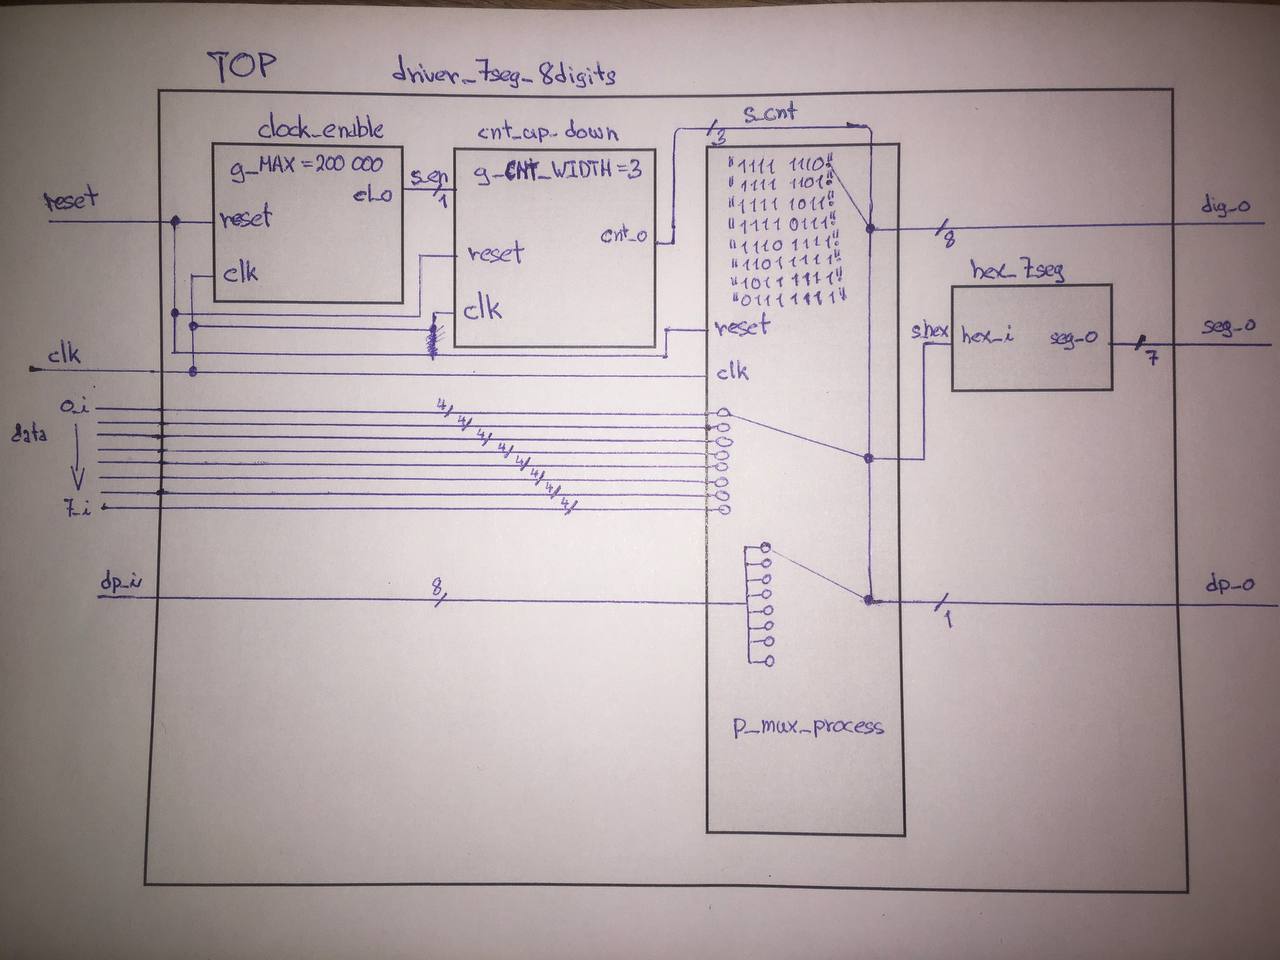 TOP
driver_7seg_8digits
clock_enable
g_MAX = 200 000
ce_o
reset
clk
s_en
1
cnt_up_down
g_CNT_WIDTH = 3
cnt_o
reset
clk
s_cnt
3
"1111 1110"
"1111 1101"
"1111 1011"
"1111 0111"
"1110 1111"
"1101 1111"
"1011 1111"
"0111 1111"
reset
clk
p_mux_process
reset
clk
data
0_i
7_i
4
4
4
4
4
4
4
4
dp_i
8
8
dig_o
hex_7seg
s_hex
hex_i
seg_o
7
seg_o
1
dp_o